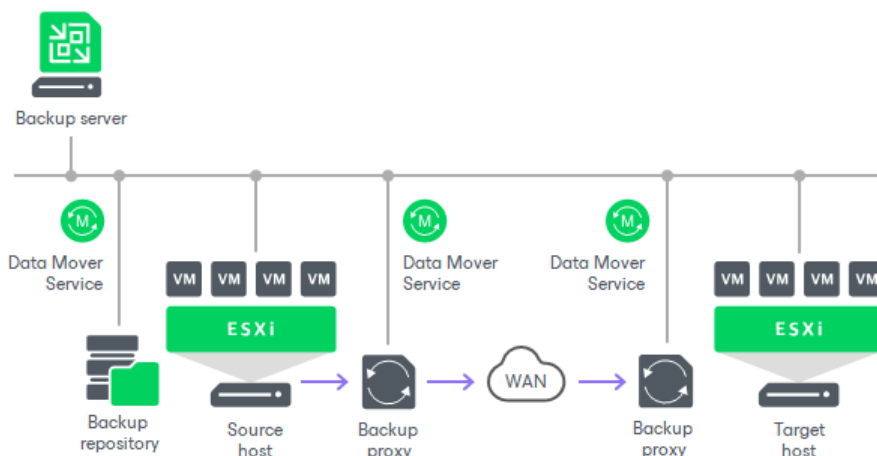 Backup server
M
M
M
Data Mover
Service
Data Mover
Service
Data Mover
Service
VM VM VM VM
VM VM VM VM
ESXi
ESXi
WAN
Backup
repository
Source
host
Backup
proxy
Backup
proxy
Target
host